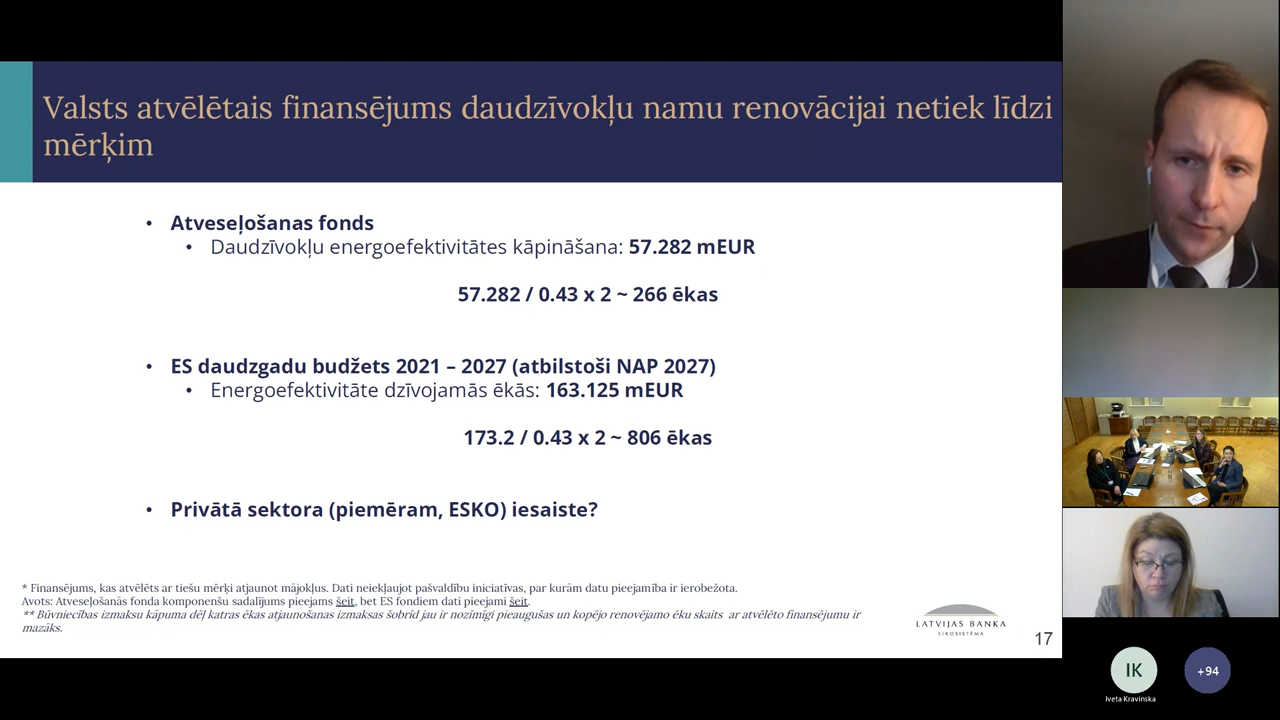 Valsts atvēlētais finansējums daudzīvokļu namu renovācijai netiek līdzi
mērķim
• Atveseļošanas fonds
• Daudzīvokļu energoefektivitātes kāpināšana: 57.282 mEUR
57.282 / 0.43 x 2 ~ 266 ēkas
• ES daudzgadu budžets 2021 – 2027 (atbilstoši NAP 2027)
• Energoefektivitāte dzīvojamās ēkās: 163.125 mEUR
173.2 / 0.43 x 2 ~ 806 ēkas
• Privātā sektora (piemēram, ESKO) iesaiste?
* Finansējums, kas atvēlēts ar tiešu mērķi atjaunot mājokļus. Dati neiekļaujot pašvaldību iniciatīvas, par kurām datu pieejamība ir ierobežota.
Avots: Atveseļošanās fonda komponenšu sadalījums pieejams šeit, bet ES fondiem dati pieejami šeit.
** Būvniecības izmaksu kāpuma dēļ katras ēkas atjaunošanas izmaksas šobrīd jau ir nozīmīgi pieaugušas un kopējo renovējamo ēku skaits ar atvēlēto finansējumu ir
mazāks.
LATVIJAS BANKA
EIROSISTĒMA
17
IK
+94
Iveta Kravinska